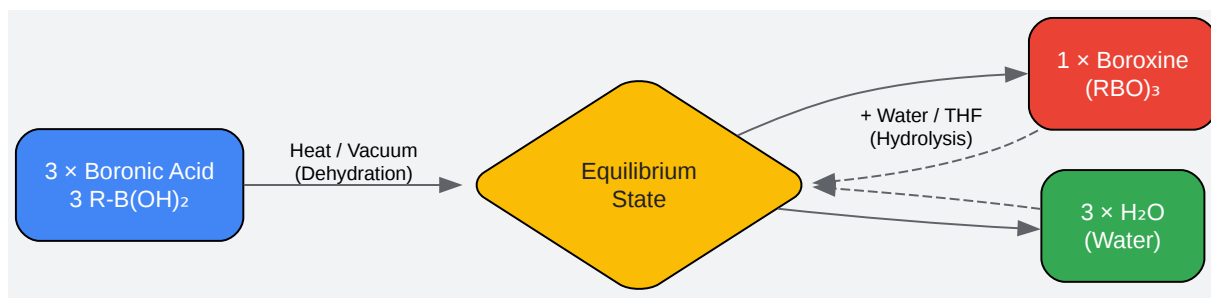 3 × Boronic Acid
3 R-B(OH)₂
Heat / Vacuum
(Dehydration)
Equilibrium
State
+ Water / THF
(Hydrolysis)
1 × Boroxine
(RBO)₃
3 × H₂O
(Water)